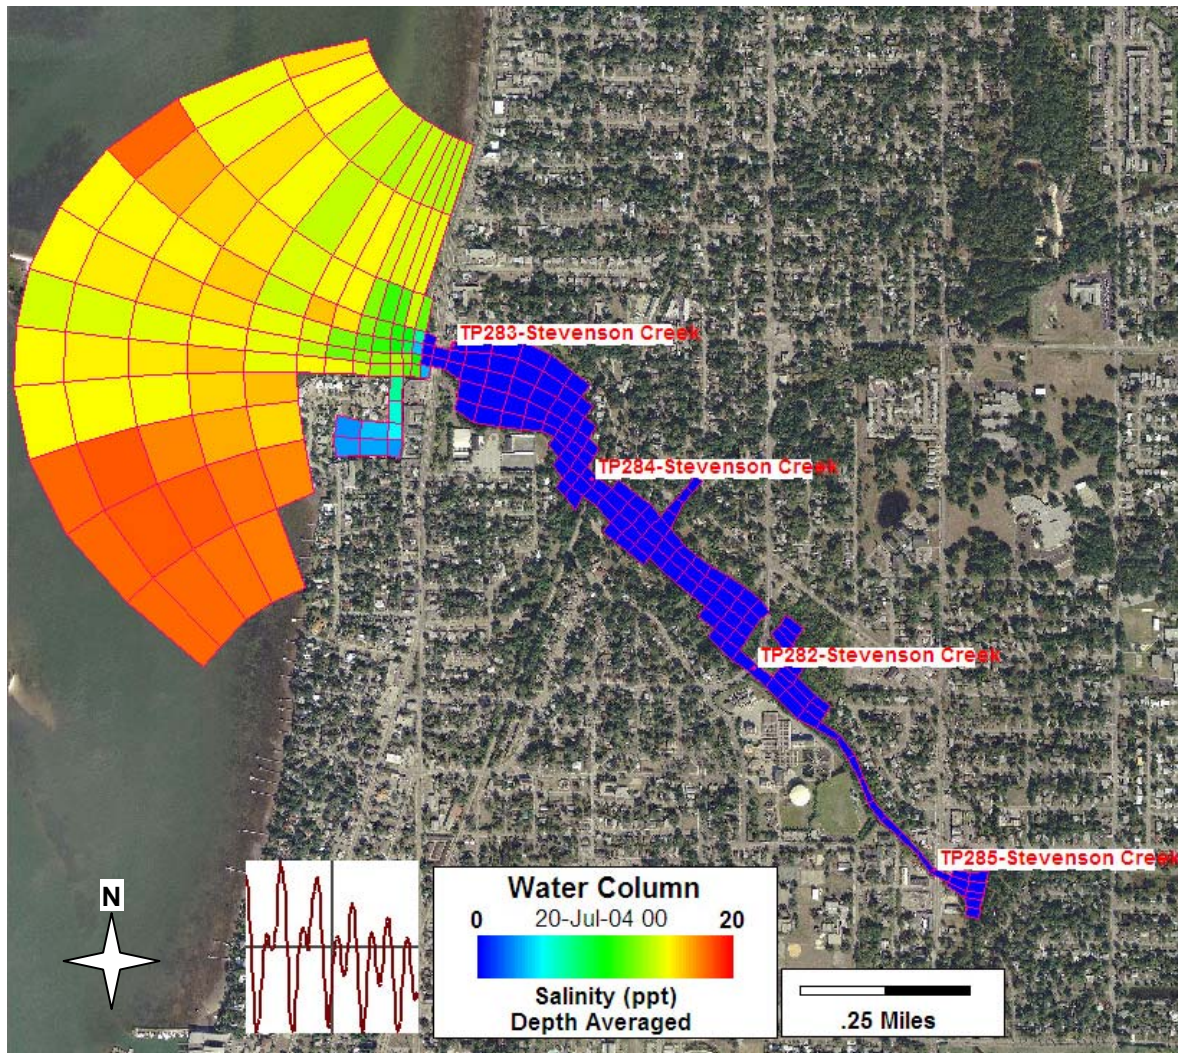 TP283-Stevenson Creek
TP284-Stevenson Creek
TP282-Stevenson Creek
TP285-Stevenson Creek
N
Water Column
0 20-Jul-04 00 20
Salinity (ppt)
Depth Averaged
.25 Miles